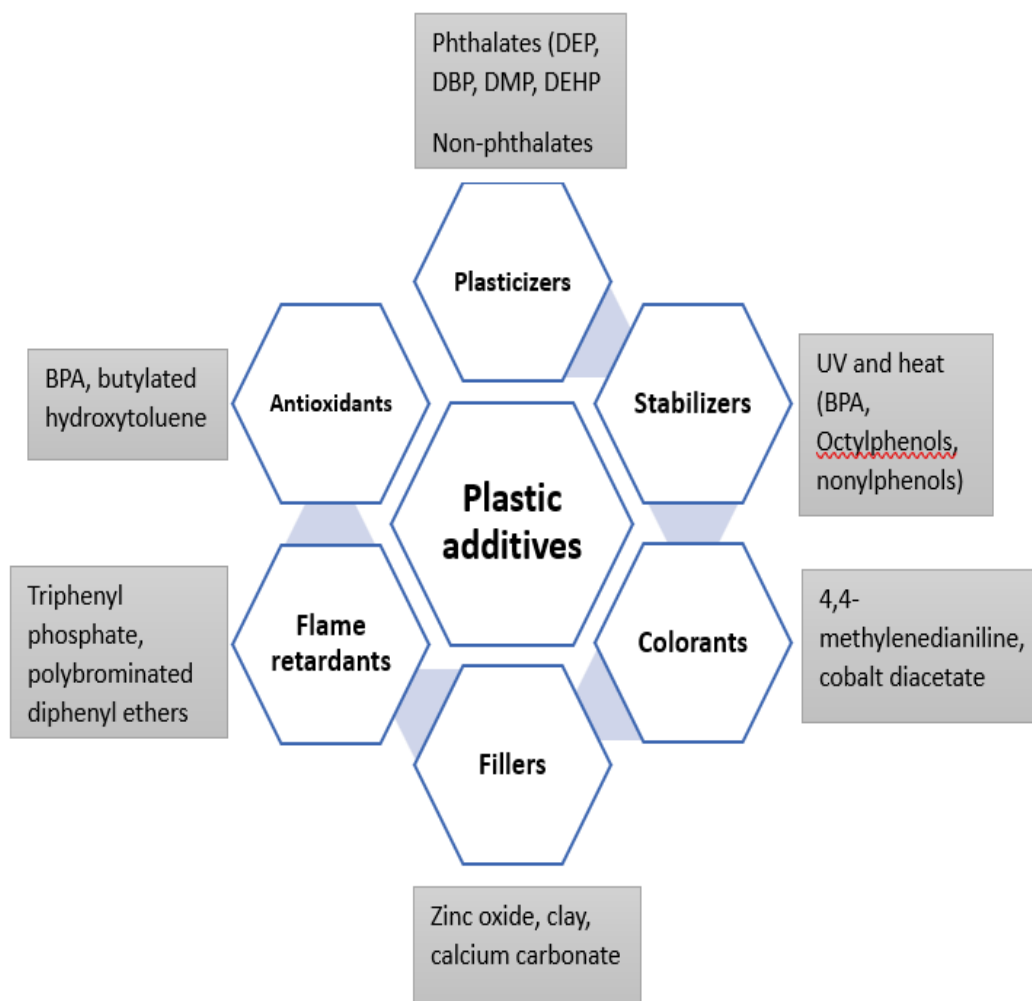 Phthalates (DEP,
DBP, DMP, DEHP
Non-phthalates
Plasticizers
Antioxidants
BPA, butylated
hydroxytoluene
Stabilizers
UV and heat
(BPA,
Octylphenols,
nonylphenols)
Plastic
additives
Triphenyl
phosphate,
polybrominated
diphenyl ethers
Flame
retardants
Colorants
4,4-
methylenedianiline,
cobalt diacetate
Fillers
Zinc oxide, clay,
calcium carbonate